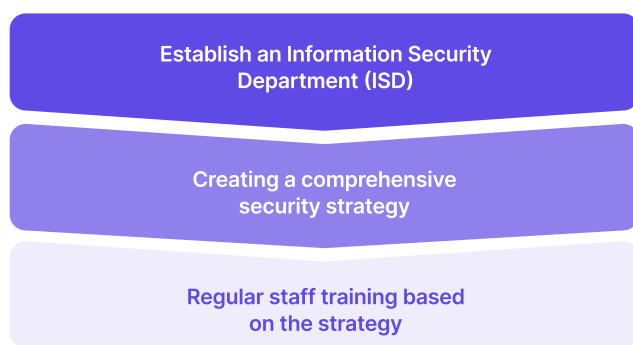 Establish an Information Security
Department (ISD)
Creating a comprehensive
security strategy
Regular staff training based
on the strategy